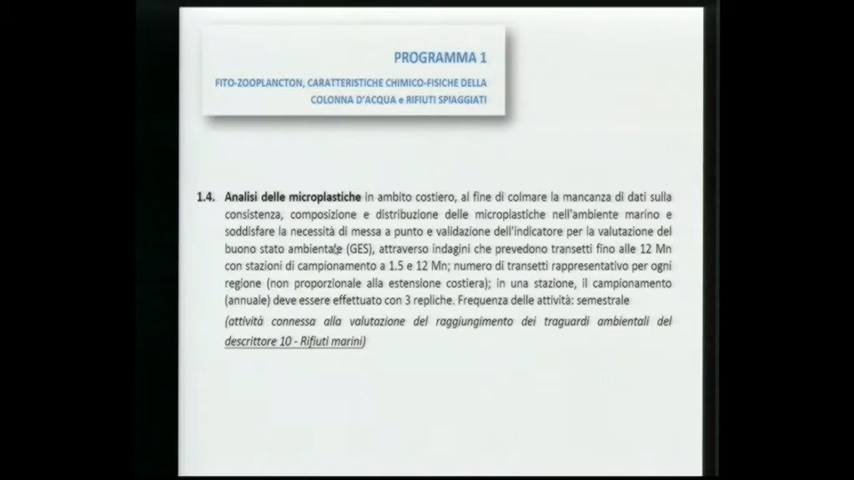 PROGRAMMA 1
FITO-ZOOPLANCTON, CARATTERISTICHE CHIMICO-FISICHE DELLA
COLONNA D'ACQUA e RIFIUTI SPIAGGIATI
1.4. Analisi delle microplastiche in ambito costiero, al fine di colmare la mancanza di dati sulla
consistenza, composizione e distribuzione delle microplastiche nell'ambiente marino e
soddisfare la necessità di messa a punto e validazione dell'indicatore per la valutazione del
buono stato ambientale (GES), attraverso indagini che prevedono transetti fino alle 12 Mn
con stazioni di campionamento a 1.5 e 12 Mn; numero di transetti rappresentativo per ogni
regione (non proporzionale alla estensione costiera); in una stazione, il campionamento
(annuale) deve essere effettuato con 3 repliche. Frequenza delle attività: semestrale
(attività connessa alla valutazione del raggiungimento dei traguardi ambientali del
descrittore 10 - Rifiuti marini)